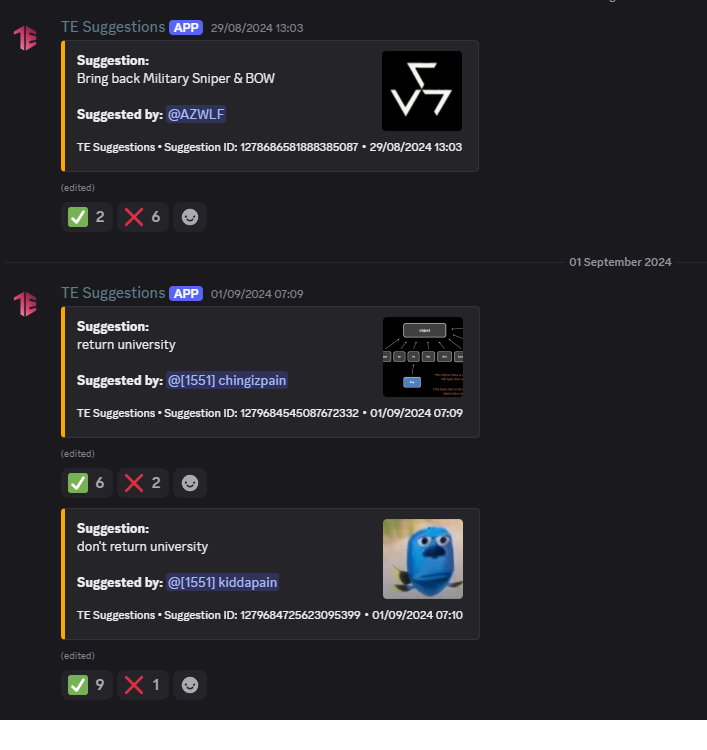 TE Suggestions APP 29/08/2024 13:03
Suggestion:
Bring back Military Sniper & BOW
Suggested by: @AZWLF
TE Suggestions • Suggestion ID: 1278686581888385087 • 29/08/2024 13:03
(edited)
2 6
01 September 2024
TE Suggestions APP 01/09/2024 07:09
Suggestion:
return university
object
Suggested by: @[1551] chingizpain
TE Suggestions • Suggestion ID: 1279684545087672332 • 01/09/2024 07:09
(edited)
6 2
Suggestion:
don't return university
Suggested by: @[1551] kiddapain
TE Suggestions • Suggestion ID: 1279684725623095399 • 01/09/2024 07:10
(edited)
9 1